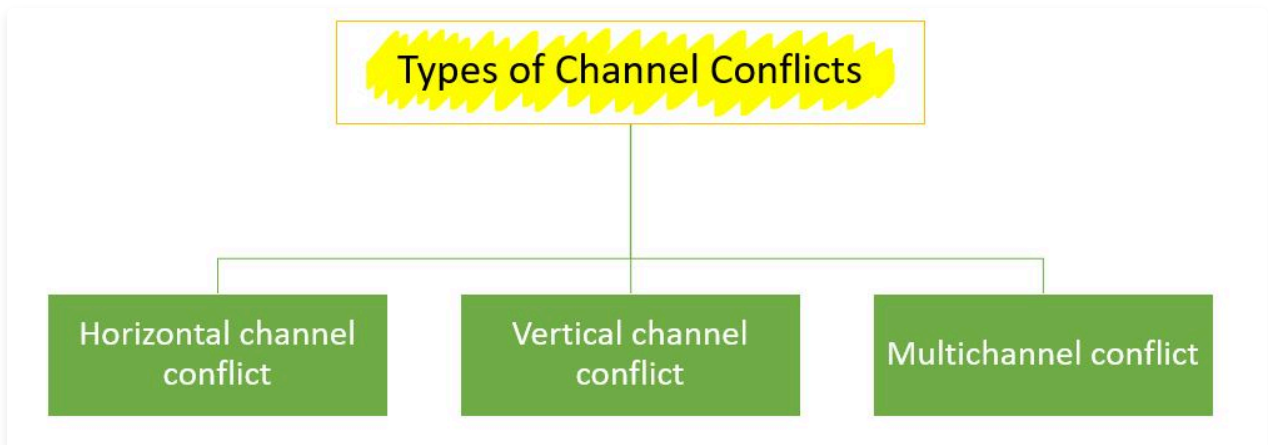 Types of Channel Conflicts
Horizontal channel
conflict
Vertical channel
conflict
Multichannel conflict